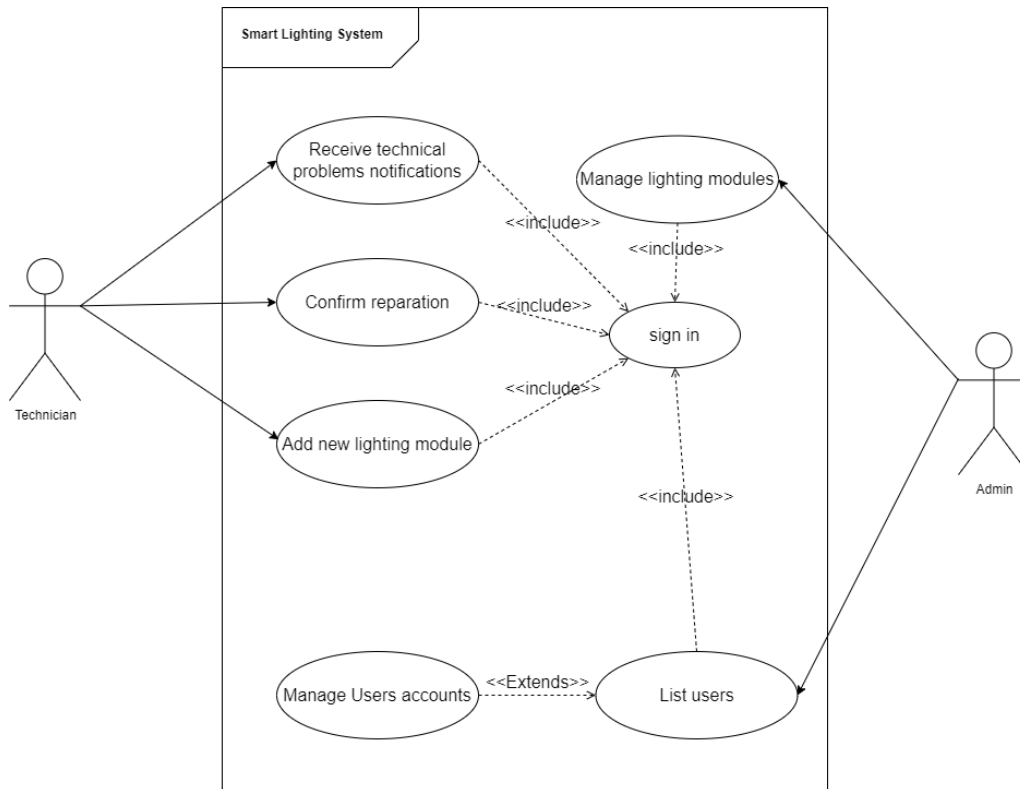 Smart Lighting System
Receive technical
problems notifications
Manage lighting modules
<<include>>
<<include>>
Confirm reparation
<<include>>
sign in
Technician
<<include>>
Add new lighting module
Admin
<<include>>
Manage Users accounts
<<Extends>>
List users